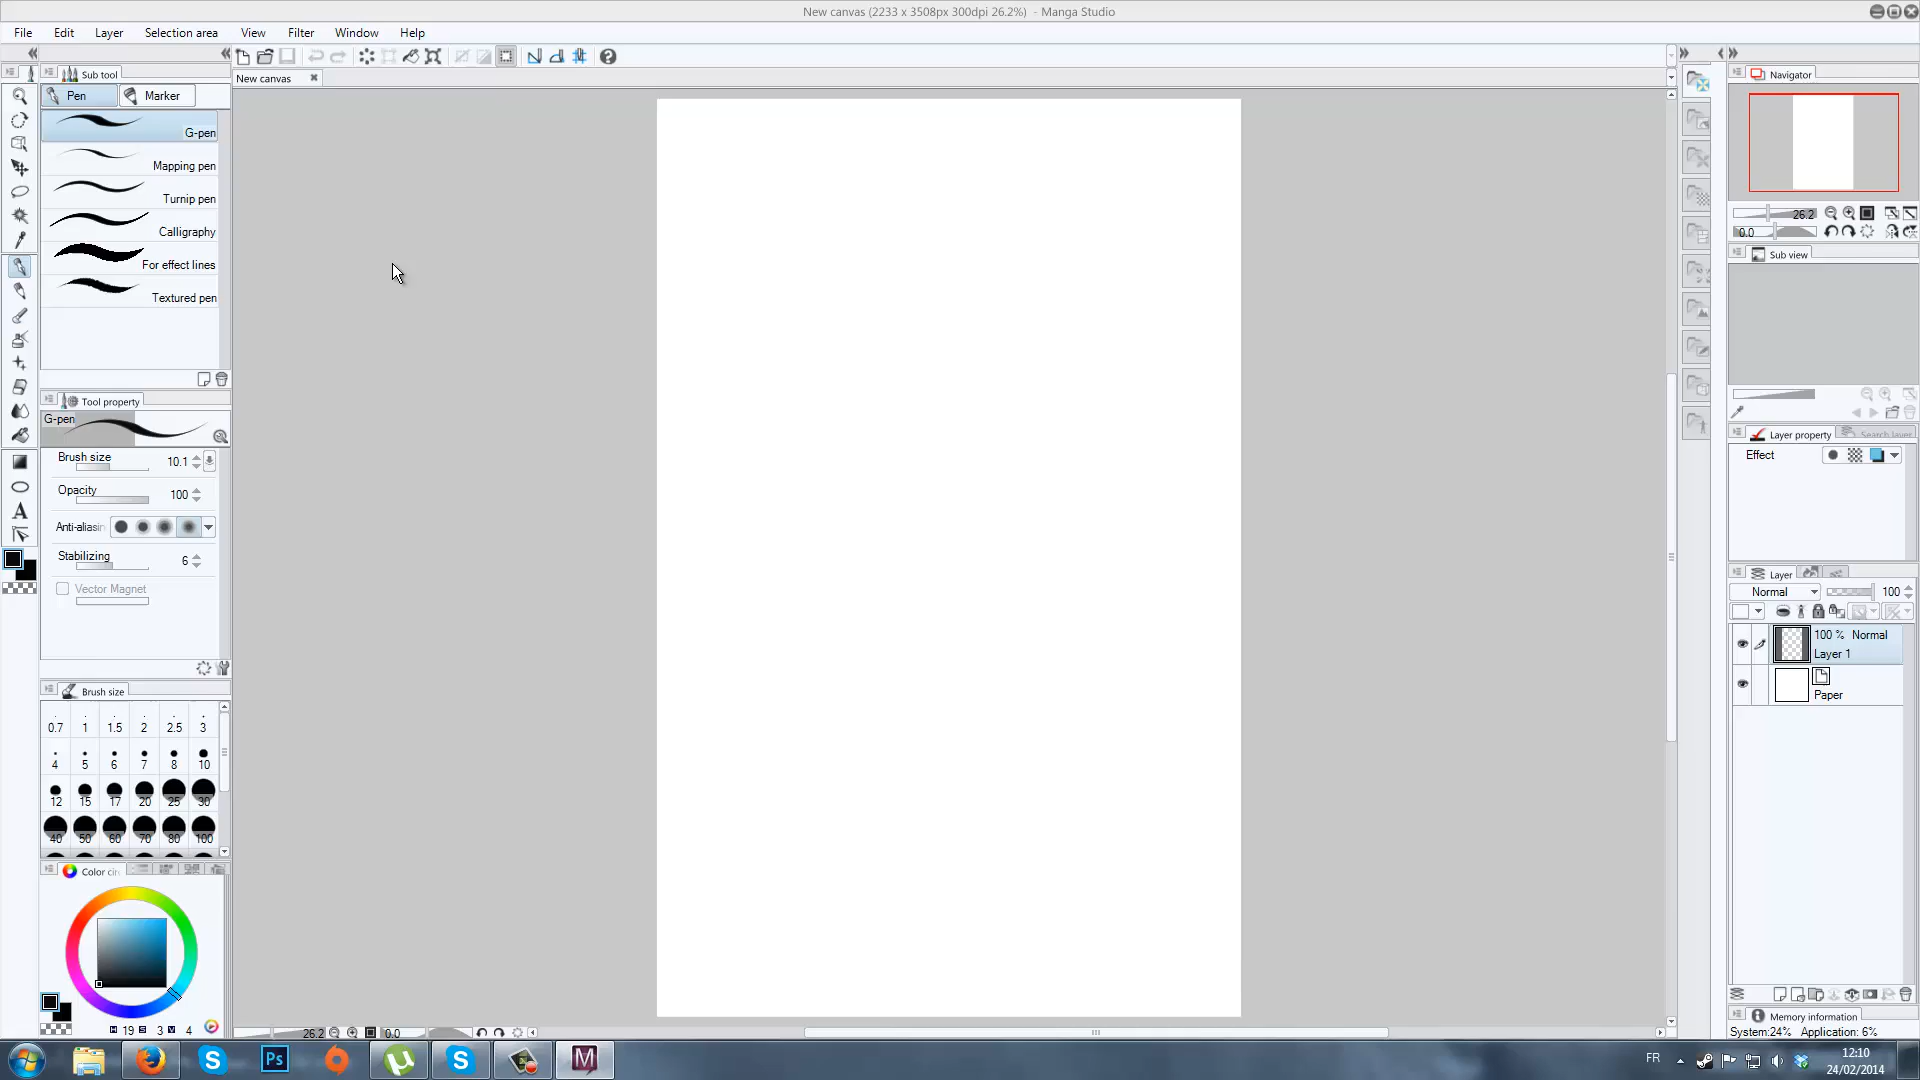 New canvas (2233 x 3508px 300dpi 26.2%) - Manga Studio
File Edit Layer Selection area View Filter Window Help
Sub tool
New canvas
Pen Marker
G-pen
Mapping pen
Turnip pen
Calligraphy
For effect lines
Textured pen
Tool property
G-pen
Brush size 10.1
Opacity 100
Anti-aliasin
Stabilizing 6
Vector Magnet
Brush size
0.7 1 1.5 2 2.5 3
4 5 6 7 8 10
12 15 17 20 25 30
40 50 60 70 80 100
Color circ
H 19 S 3 V 4
26.2 0.0
Navigator
26.2
0.0
Sub view
Layer property Search layer
Effect
Layer
Normal 100
100 % Normal
Layer 1
Paper
Memory information
System:24% Application: 6%
A
Ps
M
FR
12:10
24/02/2014